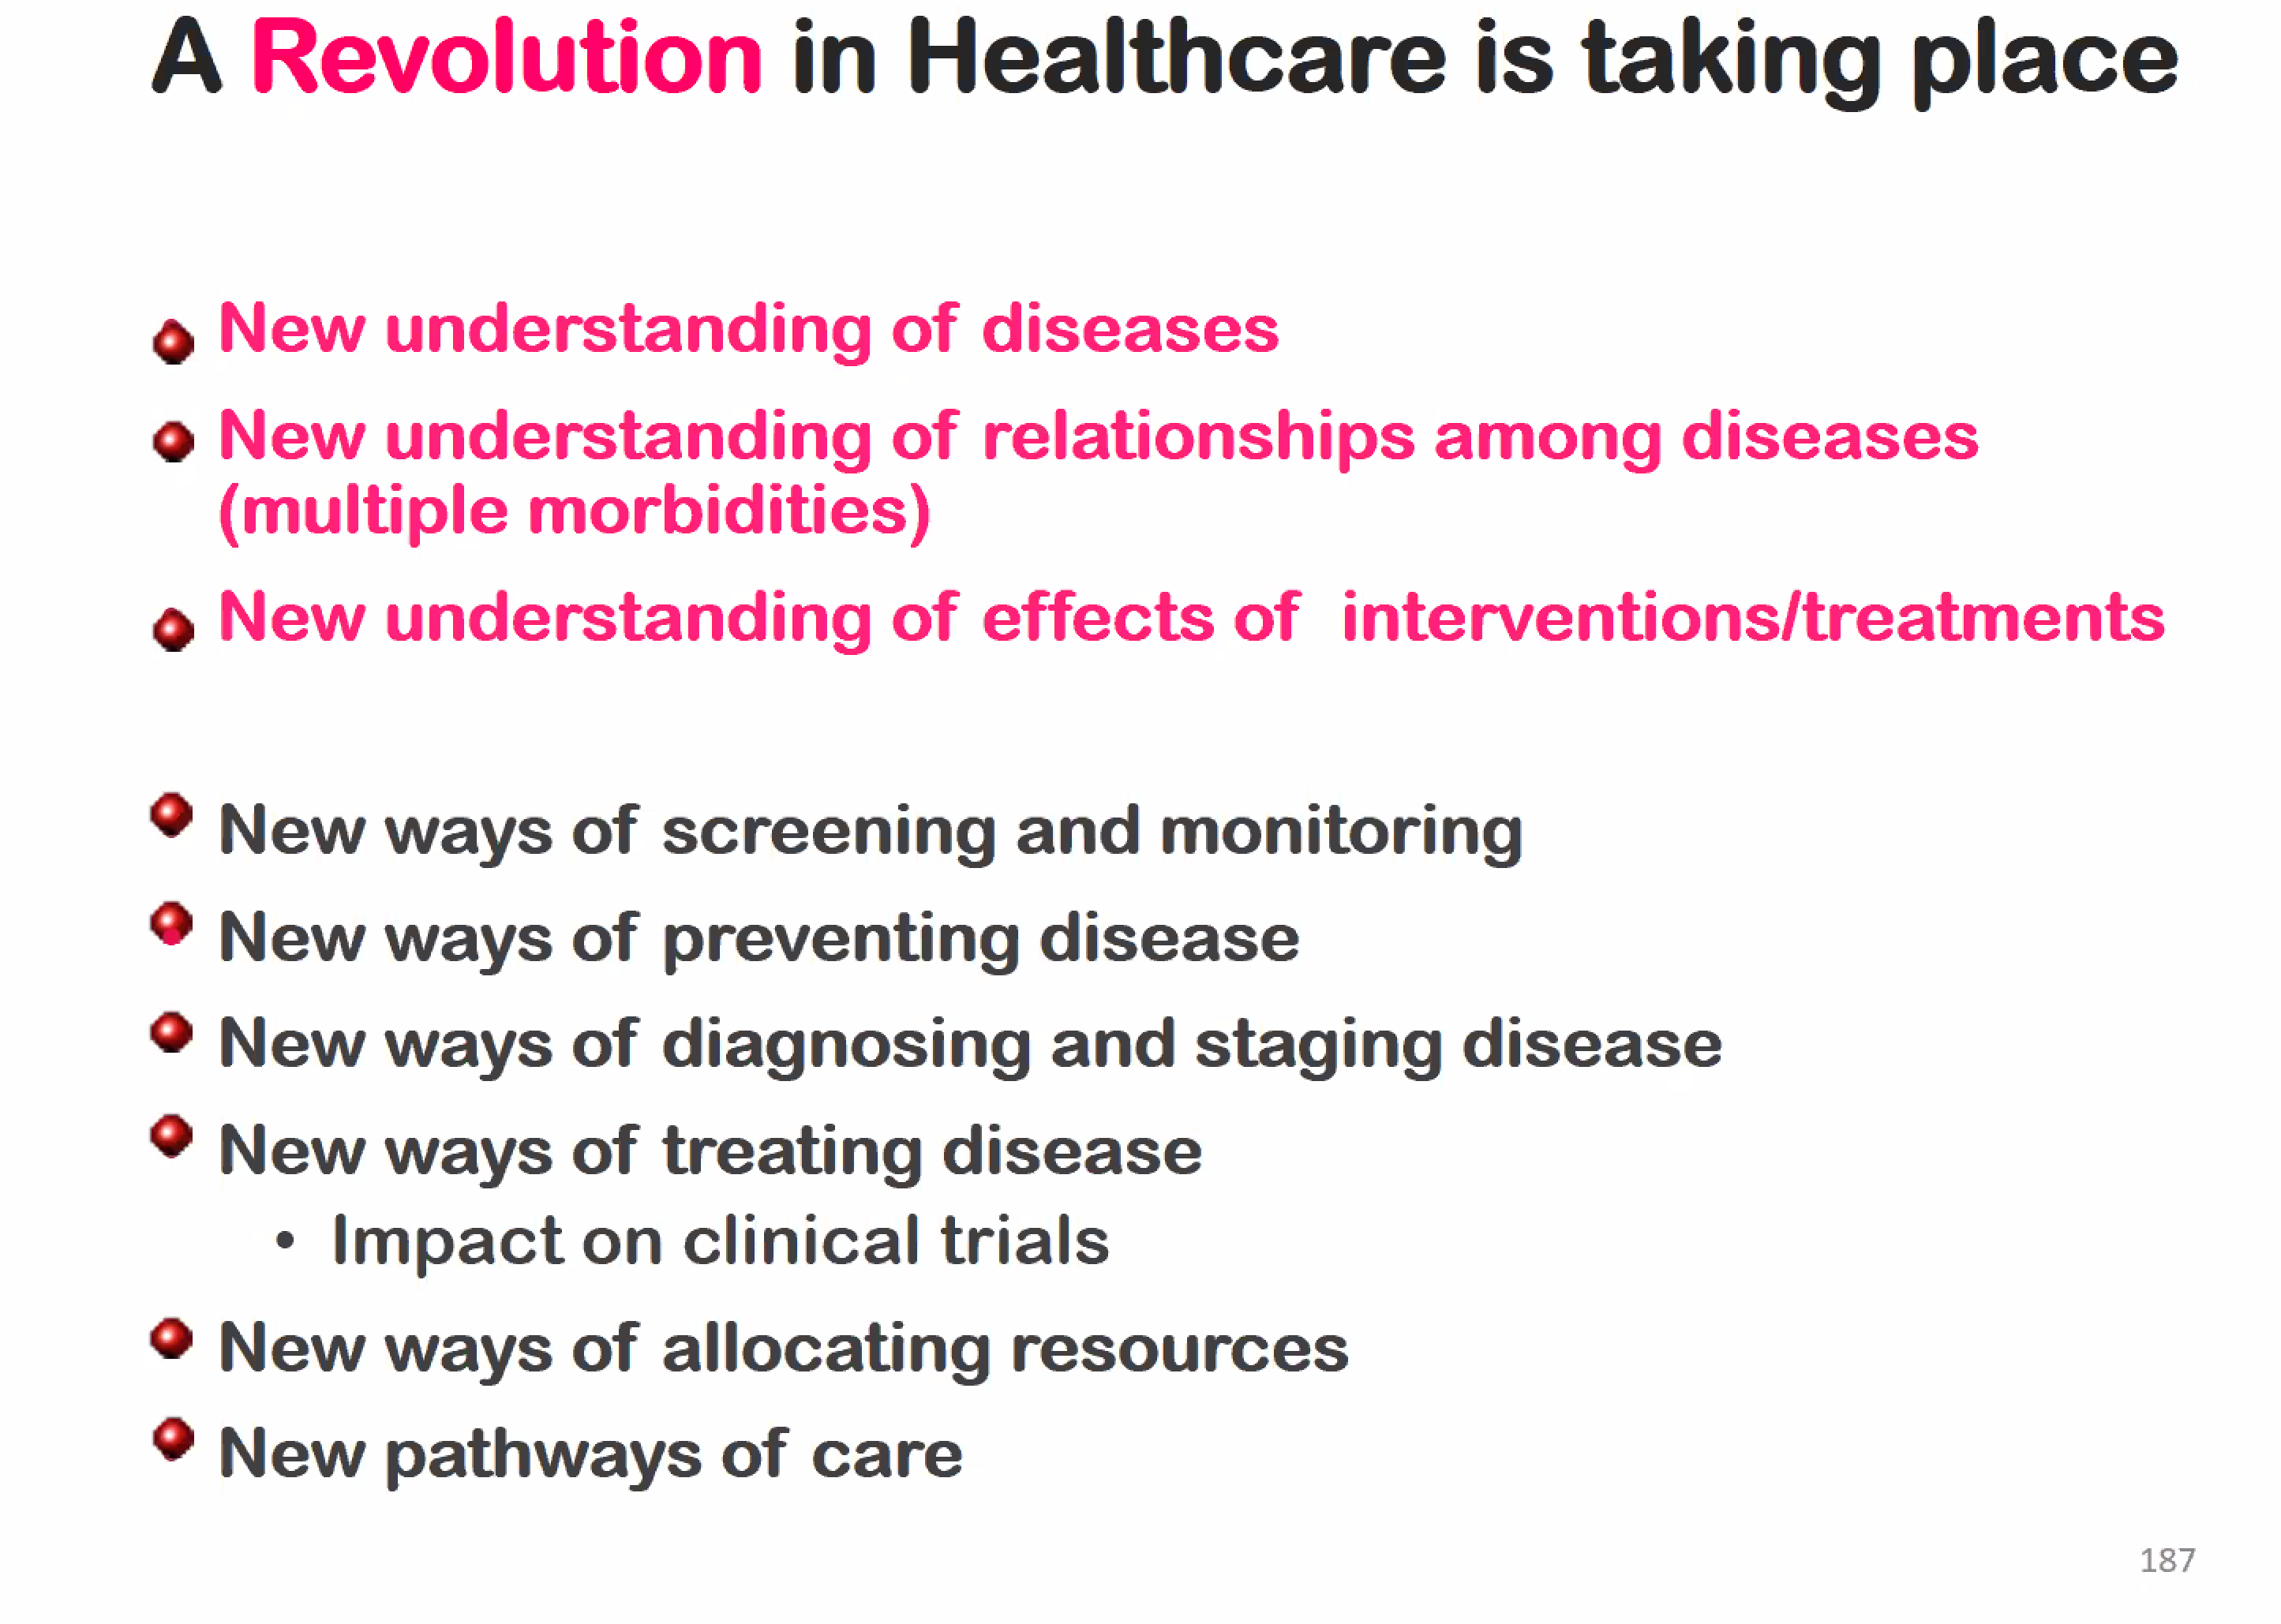 A Revolution in Healthcare is taking place
New understanding of diseases
New understanding of relationships among diseases
(multiple morbidities)
New understanding of effects of interventions/treatments
New ways of screening and monitoring
New ways of preventing disease
New ways of diagnosing and staging disease
New ways of treating disease
• Impact on clinical trials
New ways of allocating resources
New pathways of care
187